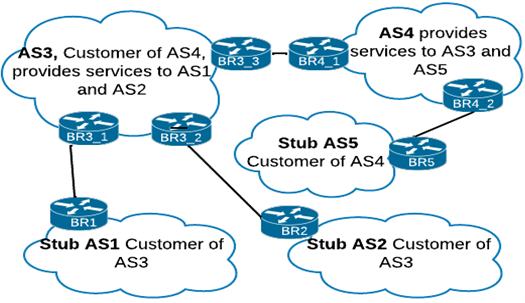 AS3, Customer of AS4,
provides services to AS1
and AS2
BR3_3
BR4_1
AS4 provides
services to AS3 and
AS5
BR4_2
BR3_1
BR3_2
Stub AS5
Customer of AS4
BR5
BR1
Stub AS1 Customer of
AS3
BR2
Stub AS2 Customer of
AS3